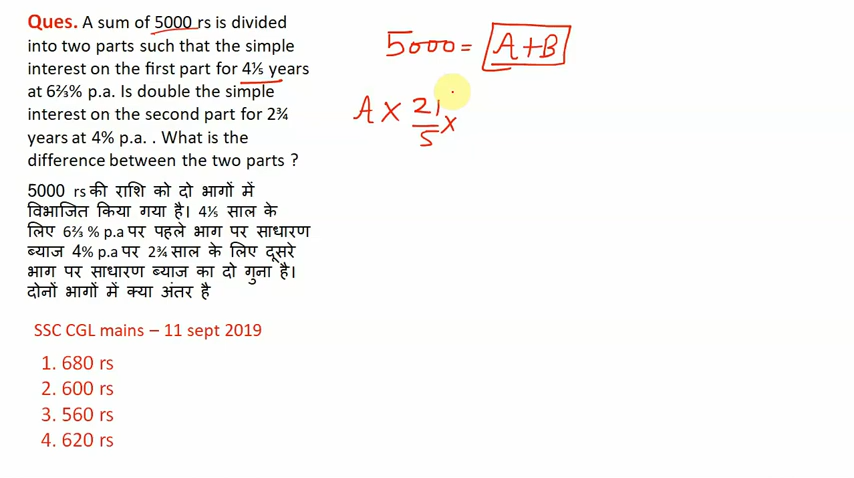 Ques. A sum of 5000 rs is divided
into two parts such that the simple
interest on the first part for 4⅕ years
at 6⅔% p.a. Is double the simple
interest on the second part for 2¾
years at 4% p.a. . What is the
difference between the two parts ?
5000 rs की राशि को दो भागों में
विभाजित किया गया है। 4⅕ साल के
लिए 6⅔ % p.a पर पहले भाग पर साधारण
ब्याज 4% p.a पर 2¾ साल के लिए दूसरे
भाग पर साधारण ब्याज का दो गुना है।
दोनों भागों में क्या अंतर है
SSC CGL mains – 11 sept 2019
1. 680 rs
2. 600 rs
3. 560 rs
4. 620 rs
5000 = A+B
A × 21/5 ×